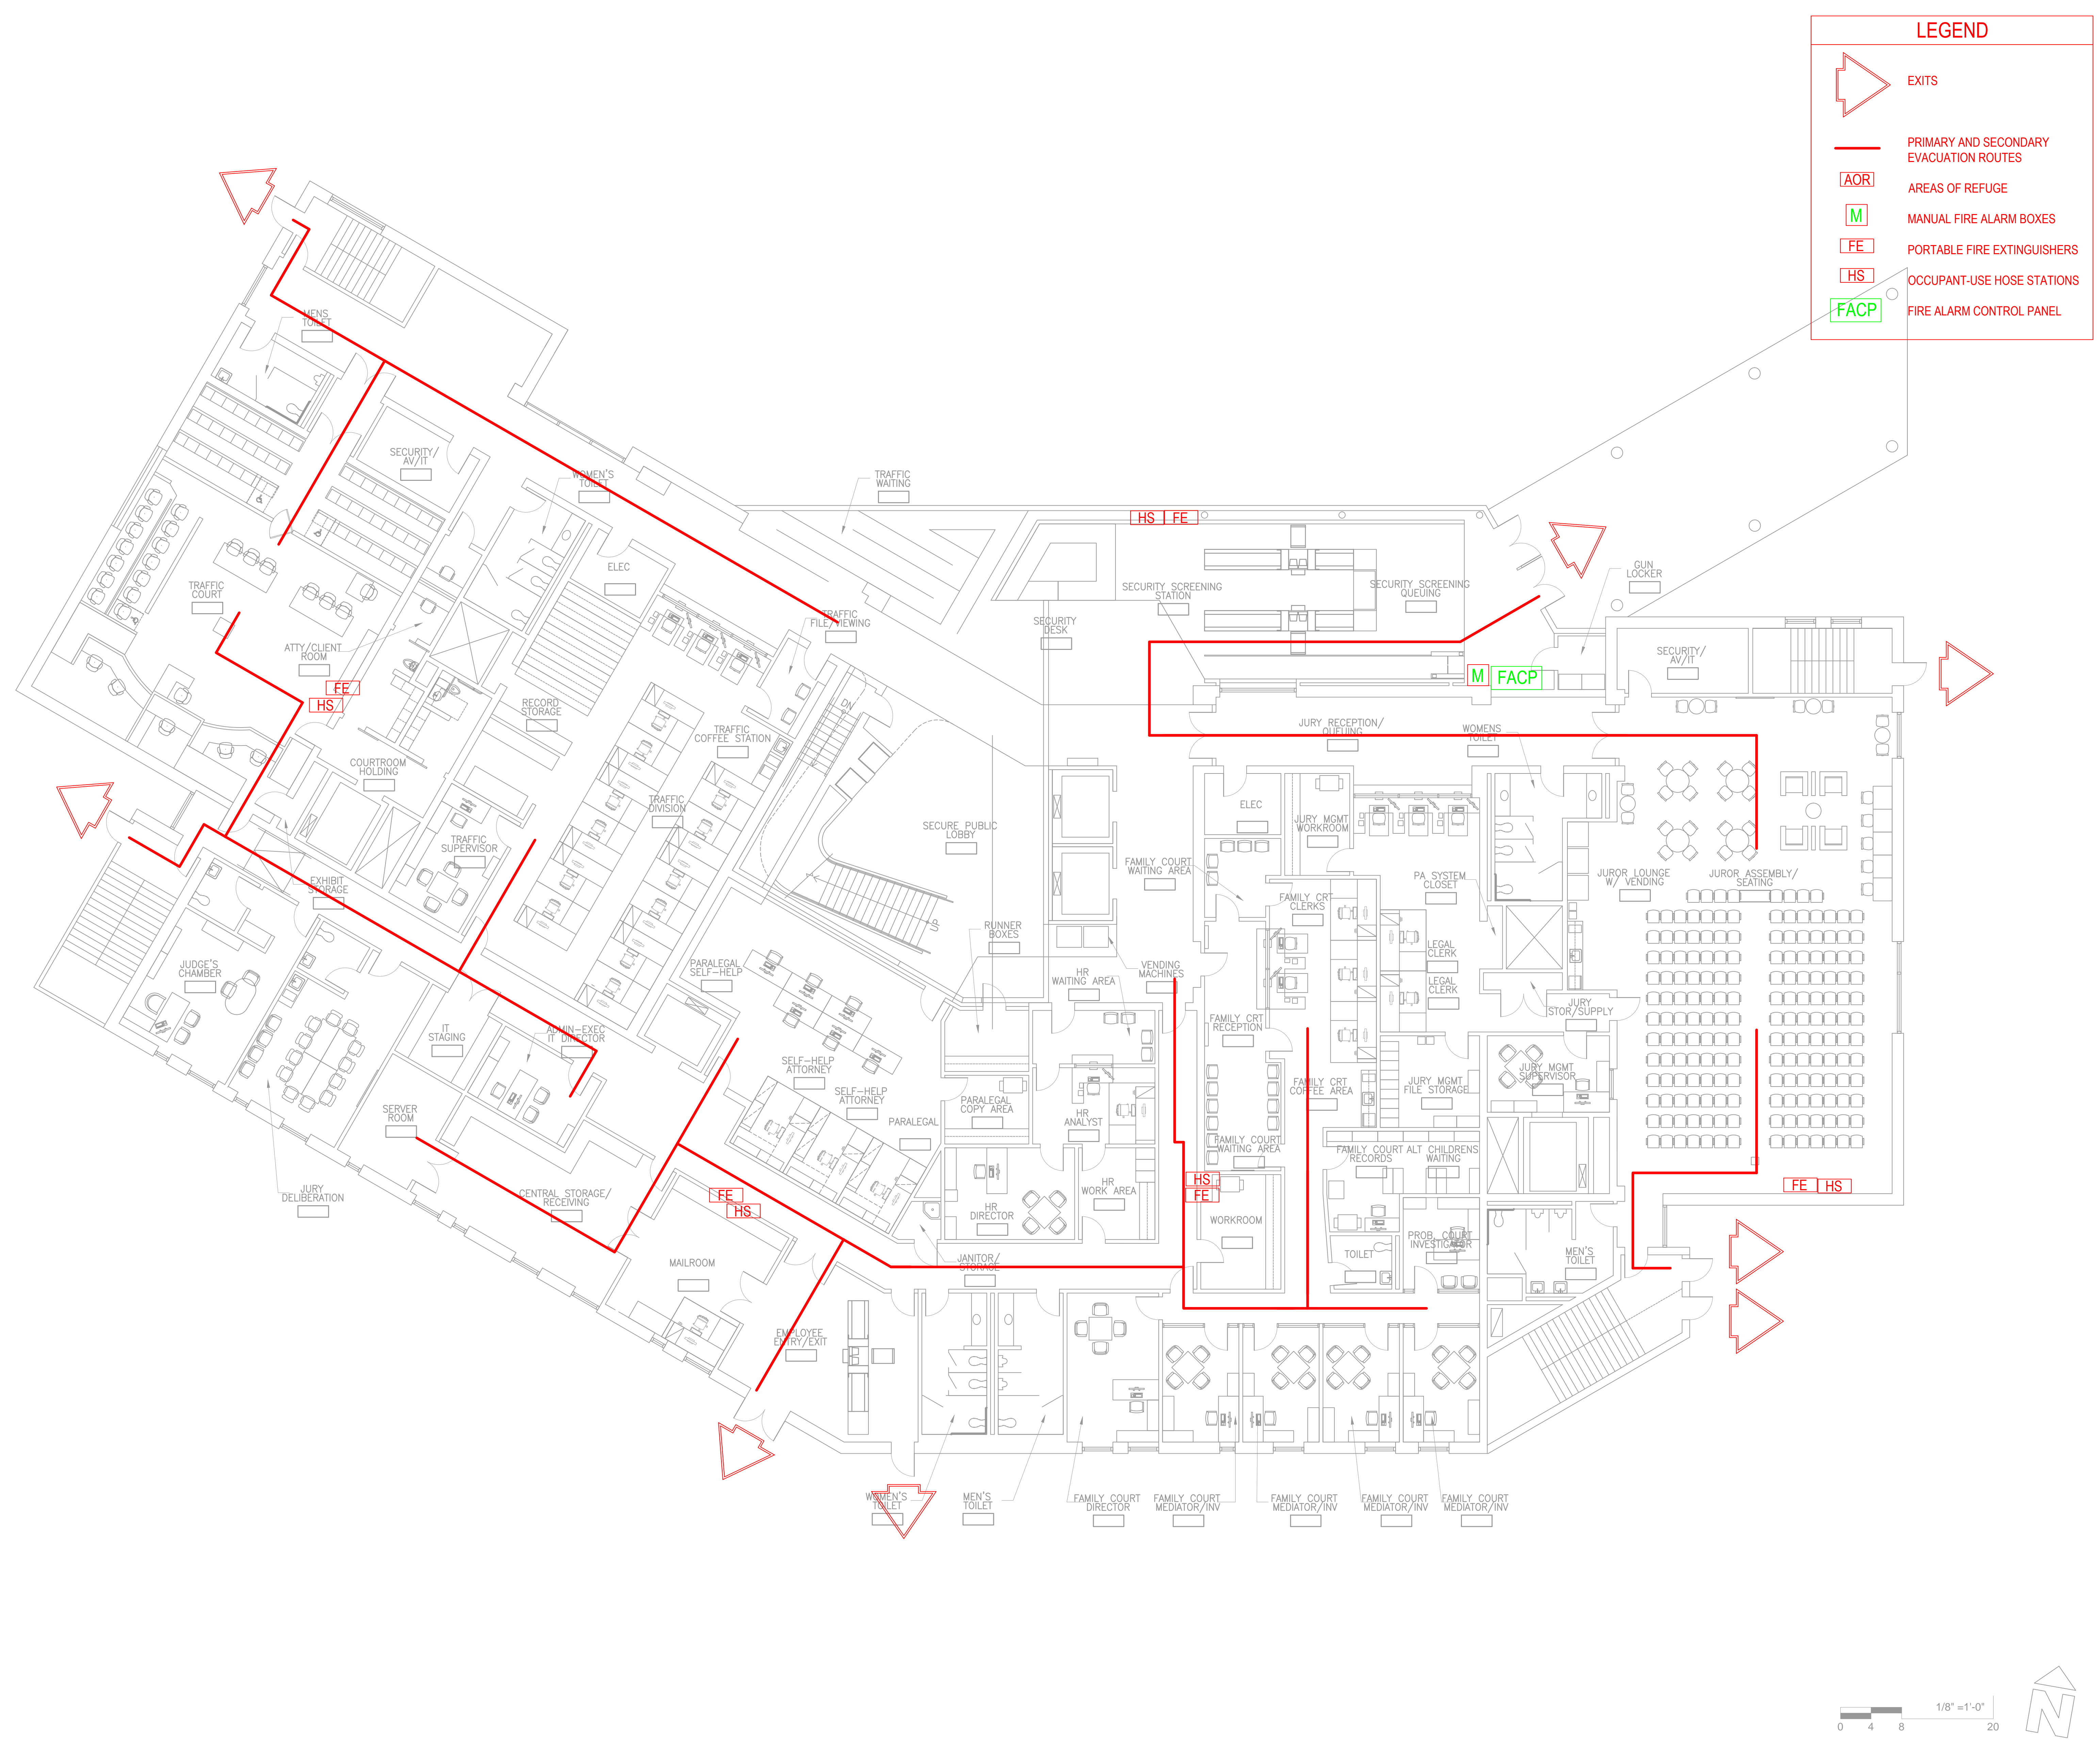 LEGEND
EXITS
PRIMARY AND SECONDARY
EVACUATION ROUTES
AOR
AREAS OF REFUGE
M
MANUAL FIRE ALARM BOXES
FE
PORTABLE FIRE EXTINGUISHERS
HS
OCCUPANT-USE HOSE STATIONS
FACP
FIRE ALARM CONTROL PANEL
MENS
TOILET
SECURITY/
AV/IT
WOMEN'S
TOILET
TRAFFIC
WAITING
HS
FE
ELEC
TRAFFIC
COURT
ATTY/CLIENT
ROOM
FE
HS
TRAFFIC
FILE/VIEWING
SECURITY SCREENING
STATION
SECURITY SCREENING
QUEUING
SECURITY
DESK
GUN
LOCKER
SECURITY/
AV/IT
M
FACP
RECORD
STORAGE
DN
TRAFFIC
COFFEE STATION
JURY RECEPTION/
QUEUING
WOMENS
TOILET
COURTROOM
HOLDING
TRAFFIC
DIVISION
TRAFFIC
SUPERVISOR
SECURE PUBLIC
LOBBY
ELEC
JURY MGMT
WORKROOM
EXHIBIT
STORAGE
FAMILY COURT
WAITING AREA
PA SYSTEM
CLOSET
JUROR LOUNGE
W/ VENDING
JUROR ASSEMBLY/
SEATING
FAMILY CRT
CLERKS
UP
RUNNER
BOXES
LEGAL
CLERK
JUDGE'S
CHAMBER
PARALEGAL
SELF-HELP
HR
WAITING AREA
VENDING
MACHINES
LEGAL
CLERK
JURY
STOR/SUPPLY
IT
STAGING
ADMIN-EXEC
IT DIRECTOR
FAMILY CRT
RECEPTION
SELF-HELP
ATTORNEY
SELF-HELP
ATTORNEY
PARALEGAL
PARALEGAL
COPY AREA
HR
ANALYST
FAMILY CRT
COFFEE AREA
JURY MGMT
FILE STORAGE
JURY MGMT
SUPERVISOR
SERVER
ROOM
FAMILY COURT
WAITING AREA
FAMILY COURT
RECORDS
ALT CHILDRENS
WAITING
JURY
DELIBERATION
CENTRAL STORAGE/
RECEIVING
FE
HS
HR
DIRECTOR
HR
WORK AREA
HS
FE
FE
HS
WORKROOM
TOILET
PROB. COURT
INVESTIGATOR
MEN'S
TOILET
MAILROOM
JANITOR/
STORAGE
EMPLOYEE
ENTRY/EXIT
WOMEN'S
TOILET
MEN'S
TOILET
FAMILY COURT
DIRECTOR
FAMILY COURT
MEDIATOR/INV
FAMILY COURT
MEDIATOR/INV
FAMILY COURT
MEDIATOR/INV
FAMILY COURT
MEDIATOR/INV
1/8" =1'-0"
0 4 8 20
N